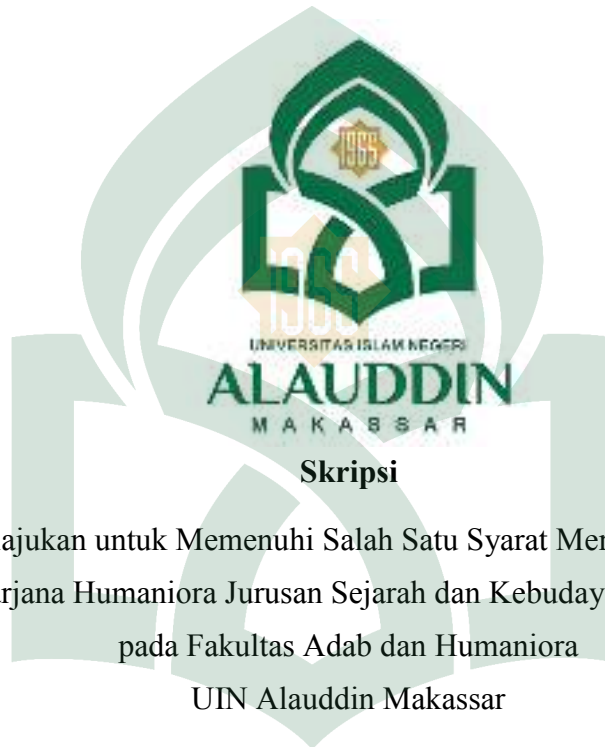 1965
UNIVERSITAS ISLAM NEGERI
ALAUDDIN
MAKASSAR
Skripsi
ajukan untuk Memenuhi Salah Satu Syarat Me
rjana Humaniora Jurusan Sejarah dan Kebuday
pada Fakultas Adab dan Humaniora
UIN Alauddin Makassar